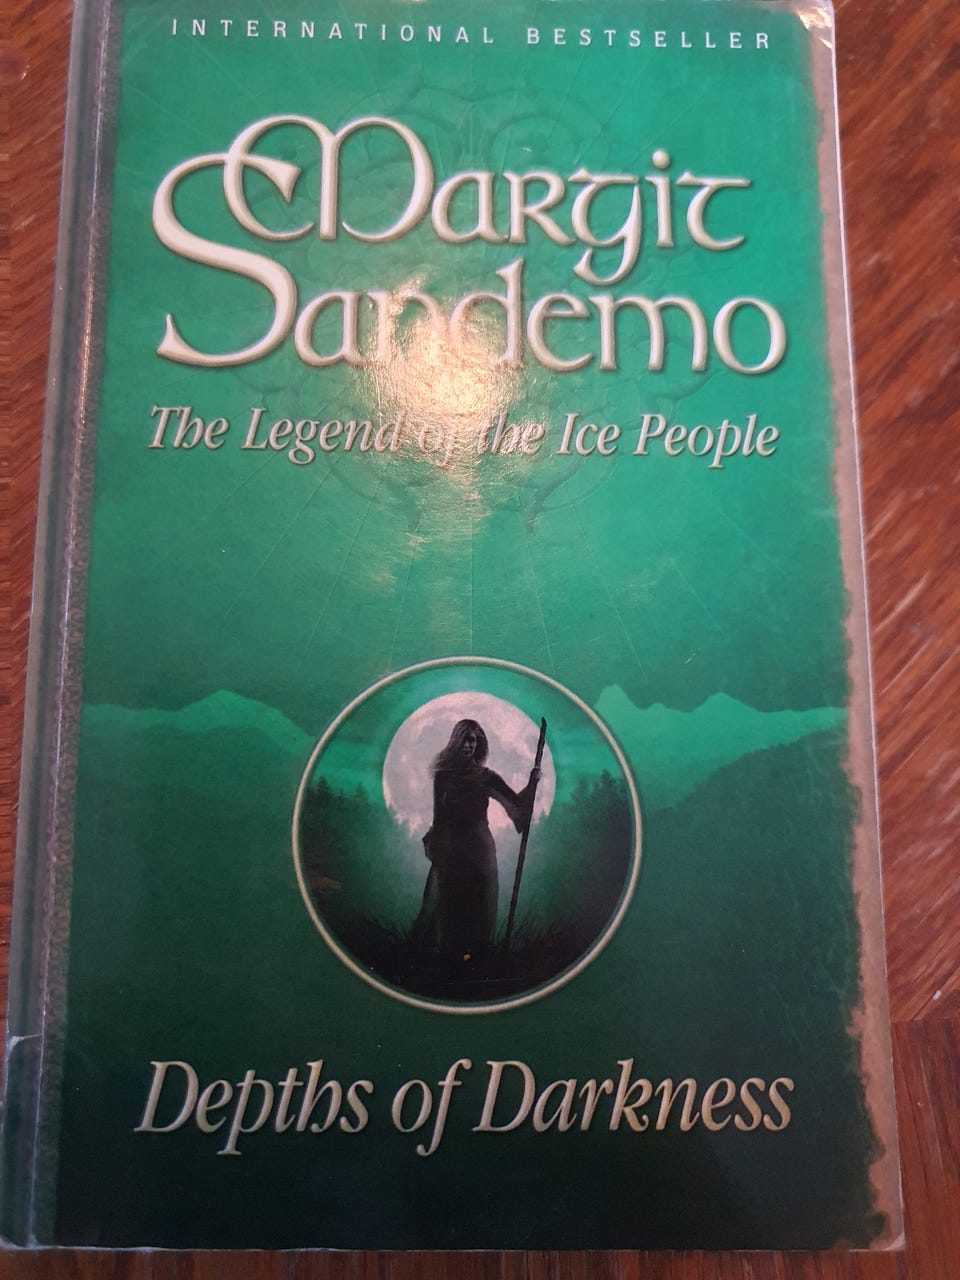 INTERNATIONAL BESTSELLER
Margit
Sandemo
The Legend of the Ice People
Depths of Darkness